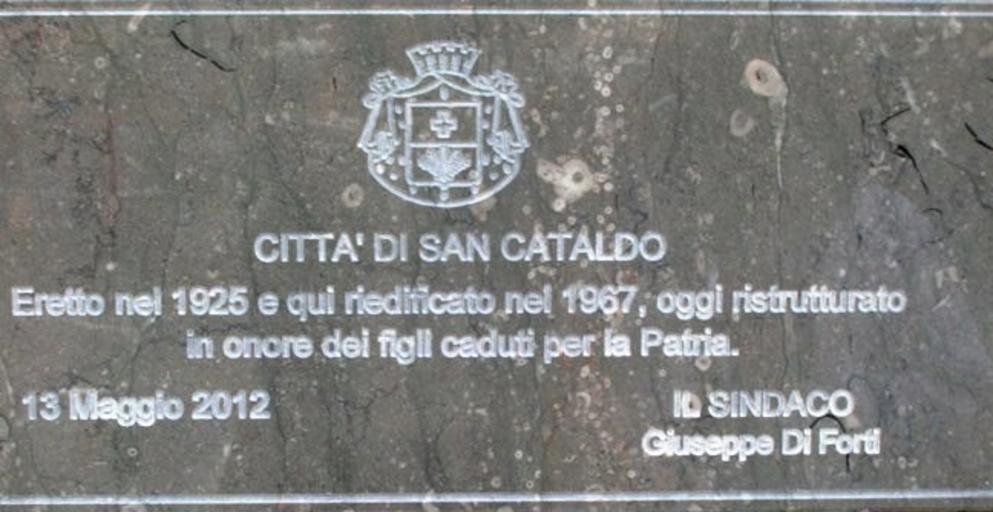 CITTA' DI SAN CATALDO
Eretto nel 1925 e qui riedificato nel 1967, oggi ristrutturato
in onore dei figli caduti per la Patria.
13 Maggio 2012
IL SINDACO
Giuseppe Di Forti